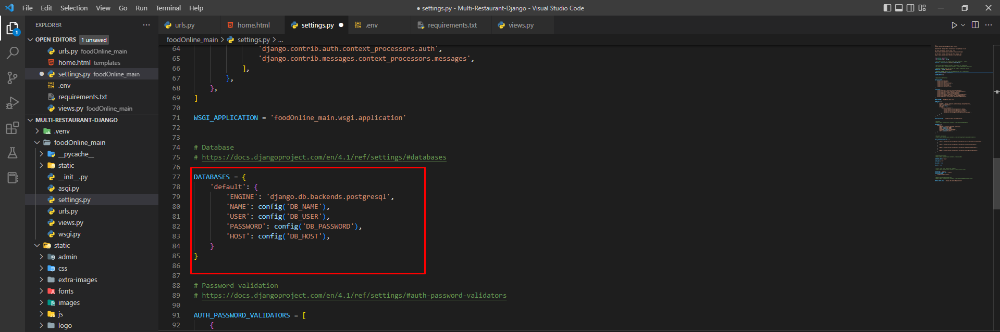 File Edit Selection View Go Run Terminal Help
● settings.py - Multi-Restaurant-Django - Visual Studio Code
EXPLORER
OPEN EDITORS 1 unsaved
urls.py foodOnline_main
home.html templates
settings.py foodOnline_main
.env
requirements.txt
views.py foodOnline_main
MULTI-RESTAURANT-DJANGO
.venv
foodOnline_main
__pycache__
static
__init__.py
asgi.py
settings.py
urls.py
views.py
wsgi.py
static
admin
css
extra-images
fonts
images
js
logo
1
urls.py home.html settings.py .env requirements.txt views.py
foodOnline_main > settings.py > ...
64 'django.contrib.auth.context_processors.auth',
65 'django.contrib.messages.context_processors.messages',
66 ],
67 },
68 },
69 ]
70
71 WSGI_APPLICATION = 'foodOnline_main.wsgi.application'
72
73
74 # Database
75 # https://docs.djangoproject.com/en/4.1/ref/settings/#databases
76
77 DATABASES = {
78 'default': {
79 'ENGINE': 'django.db.backends.postgresql',
80 'NAME': config('DB_NAME'),
81 'USER': config('DB_USER'),
82 'PASSWORD': config('DB_PASSWORD'),
83 'HOST': config('DB_HOST'),
84 }
85 }
86
87
88 # Password validation
89 # https://docs.djangoproject.com/en/4.1/ref/settings/#auth-password-validators
90
91 AUTH_PASSWORD_VALIDATORS = [
92 {